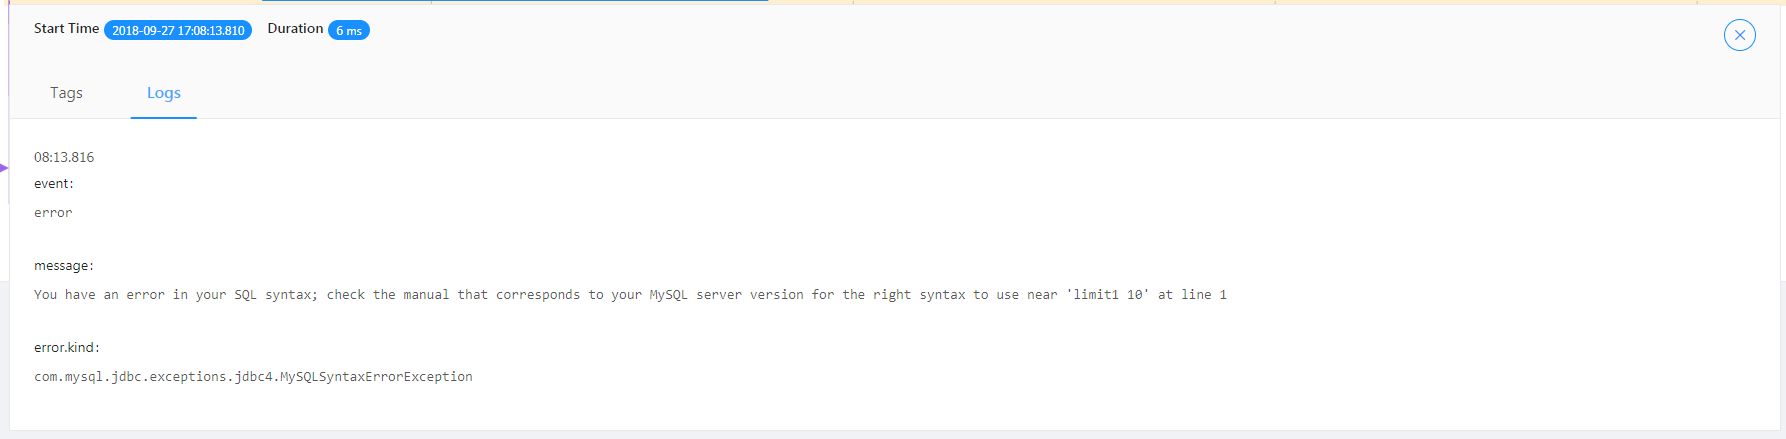 Start Time 2018-09-27 17:08:13.810 Duration 6 ms
Tags Logs
08:13.816
event:
error
message:
You have an error in your SQL syntax; check the manual that corresponds to your MySQL server version for the right syntax to use near 'limit1 10' at line 1
error.kind:
com.mysql.jdbc.exceptions.jdbc4.MySQLSyntaxErrorException